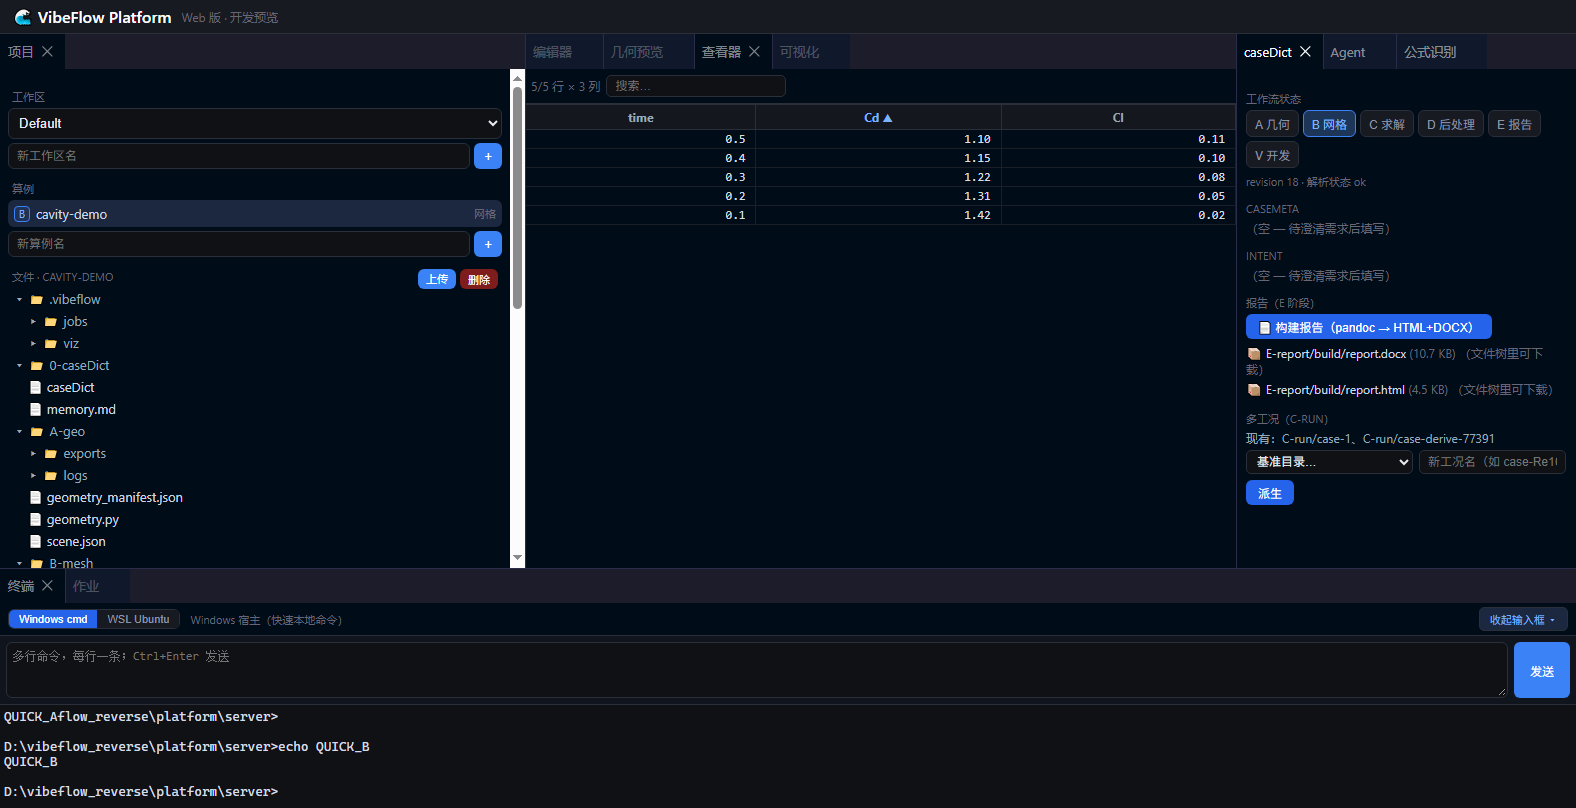 VibeFlow Platform Web 版 · 开发预览
项目
工作区
Default
新工作区名
+
算例
B cavity-demo 网格
新算例名
+
文件 · CAVITY-DEMO 上传 删除
.vibeflow
jobs
viz
0-caseDict
caseDict
memory.md
A-geo
exports
logs
geometry_manifest.json
geometry.py
scene.json
B-mesh
编辑器 几何预览 查看器 可视化
5/5 行 × 3 列 搜索...
time Cd ▲ Cl
0.5 1.10 0.11
0.4 1.15 0.10
0.3 1.22 0.08
0.2 1.31 0.05
0.1 1.42 0.02
caseDict Agent 公式识别
工作流状态
A 几何 B 网格 C 求解 D 后处理 E 报告
V 开发
revision 18 · 解析状态 ok
CASEMETA
（空 — 待澄清需求后填写）
INTENT
（空 — 待澄清需求后填写）
报告（E 阶段）
构建报告（pandoc → HTML+DOCX）
E-report/build/report.docx (10.7 KB) （文件树里可下
载）
E-report/build/report.html (4.5 KB) （文件树里可下载）
多工况（C-RUN）
现有：C-run/case-1、C-run/case-derive-77391
基准目录... 新工况名（如 case-Re1
派生
终端 作业
Windows cmd WSL Ubuntu Windows 宿主（快速本地命令） 收起输入框
多行命令，每行一条；Ctrl+Enter 发送
发送
QUICK_Aflow_reverse\platform\server>
D:\vibeflow_reverse\platform\server>echo QUICK_B
QUICK_B
D:\vibeflow_reverse\platform\server>